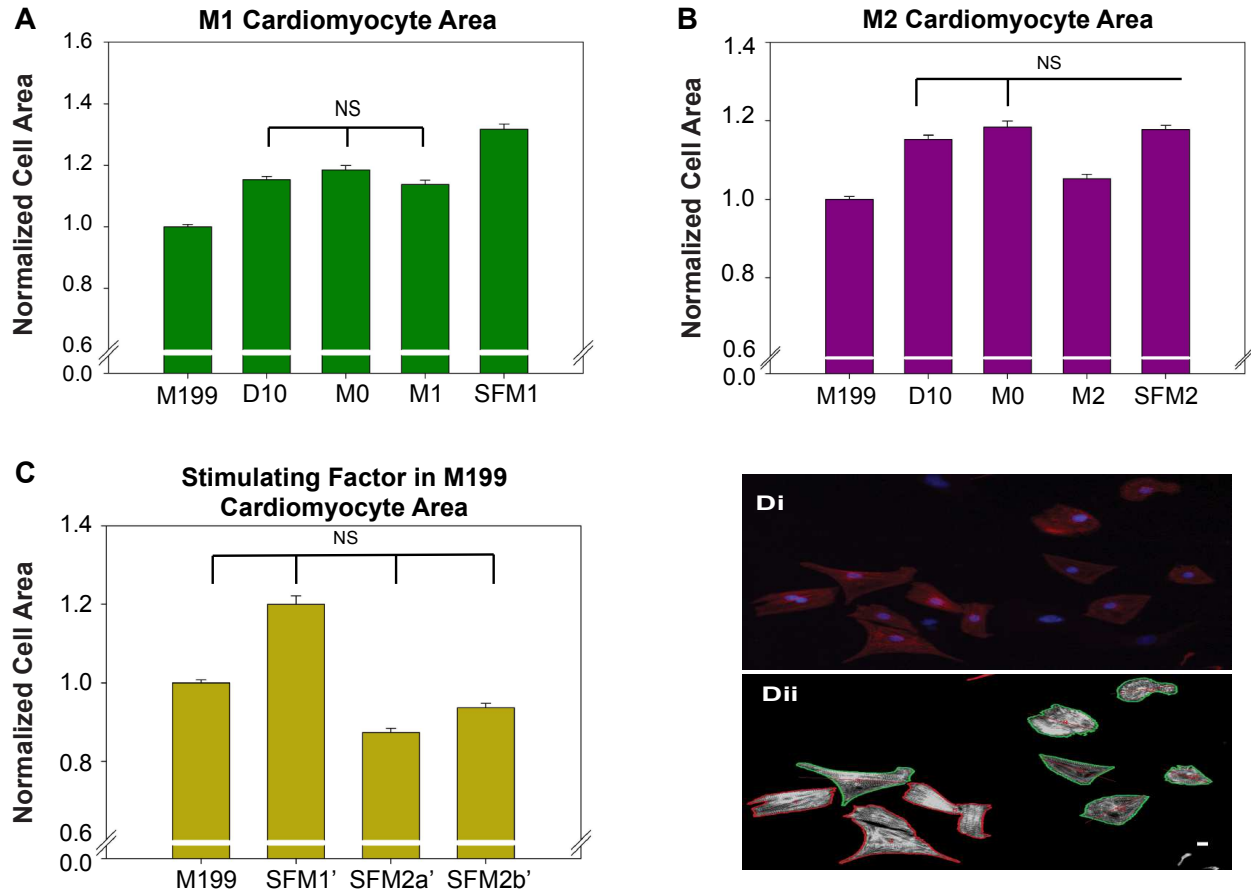 A
M1 Cardiomyocyte Area
Normalized Cell Area
1.6
1.4
1.2
1.0
0.8
0.6
0.0
NS
M199 D10 M0 M1 SFM1
B
M2 Cardiomyocyte Area
Normalized Cell Area
1.4
1.2
1.0
0.8
0.6
0.0
NS
M199 D10 M0 M2 SFM2
C
Stimulating Factor in M199
Cardiomyocyte Area
Normalized Cell Area
1.4
1.2
1.0
0.8
0.6
0.0
NS
M199 SFM1’ SFM2a’ SFM2b’
Di
Dii